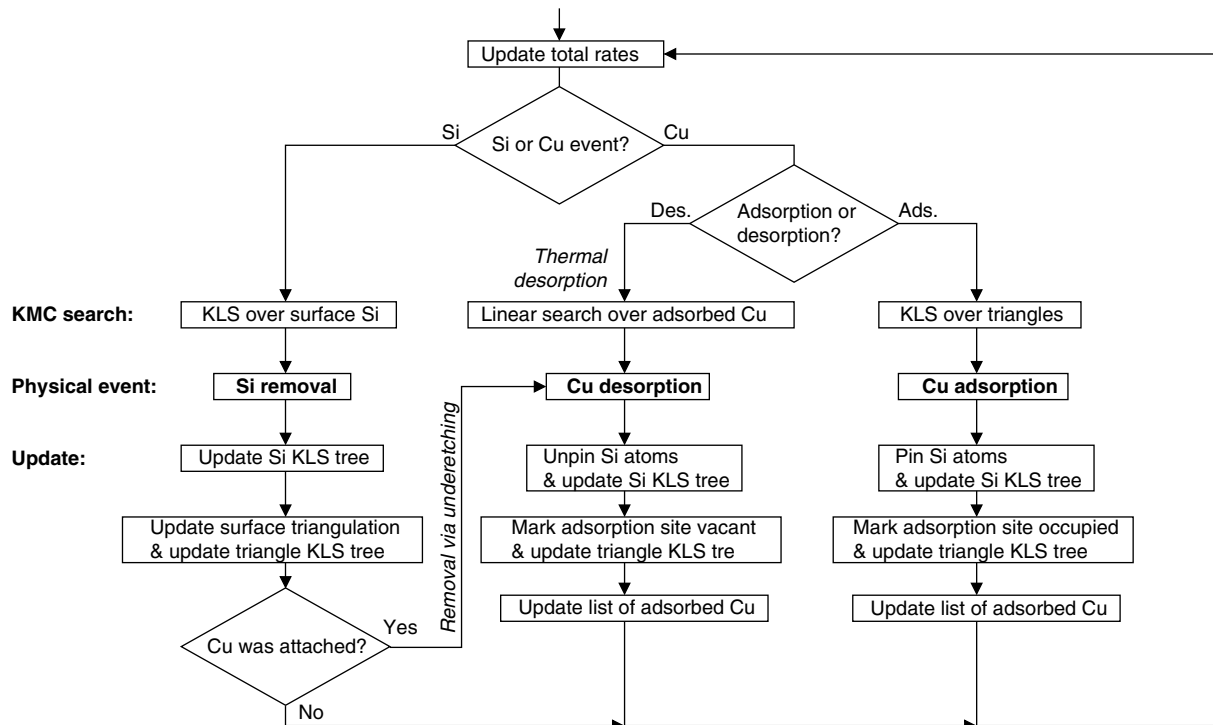 Update total rates
Si or Cu event?
Si
Cu
Adsorption or
desorption?
Des.
Ads.
Thermal
desorption
KMC search:
KLS over surface Si
Linear search over adsorbed Cu
KLS over triangles
Physical event:
Si removal
Cu desorption
Cu adsorption
Update:
Update Si KLS tree
Unpin Si atoms
& update Si KLS tree
Pin Si atoms
& update Si KLS tree
Update surface triangulation
& update triangle KLS tree
Mark adsorption site vacant
& update triangle KLS tre
Mark adsorption site occupied
& update triangle KLS tree
Removal via underetching
Update list of adsorbed Cu
Update list of adsorbed Cu
Cu was attached?
Yes
No